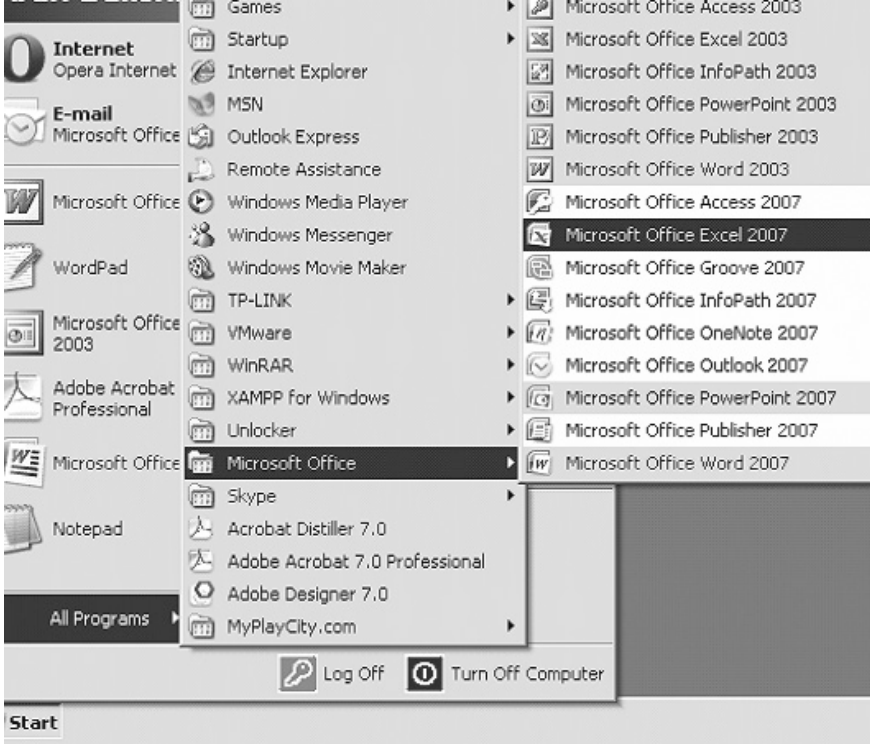 Internet
Opera Internet
E-mail
Microsoft Office
Microsoft Office
WordPad
Microsoft Office
2003
Adobe Acrobat
Professional
Microsoft Office
Notepad
All Programs
Games
Startup
Internet Explorer
MSN
Outlook Express
Remote Assistance
Windows Media Player
Windows Messenger
Windows Movie Maker
TP-LINK
VMware
WinRAR
XAMPP for Windows
Unlocker
Microsoft Office
Skype
Acrobat Distiller 7.0
Adobe Acrobat 7.0 Professional
Adobe Designer 7.0
MyPlayCity.com
Microsoft Office Access 2003
Microsoft Office Excel 2003
Microsoft Office InfoPath 2003
Microsoft Office PowerPoint 2003
Microsoft Office Publisher 2003
Microsoft Office Word 2003
Microsoft Office Access 2007
Microsoft Office Excel 2007
Microsoft Office Groove 2007
Microsoft Office InfoPath 2007
Microsoft Office OneNote 2007
Microsoft Office Outlook 2007
Microsoft Office PowerPoint 2007
Microsoft Office Publisher 2007
Microsoft Office Word 2007
Log Off
Turn Off Computer
Start